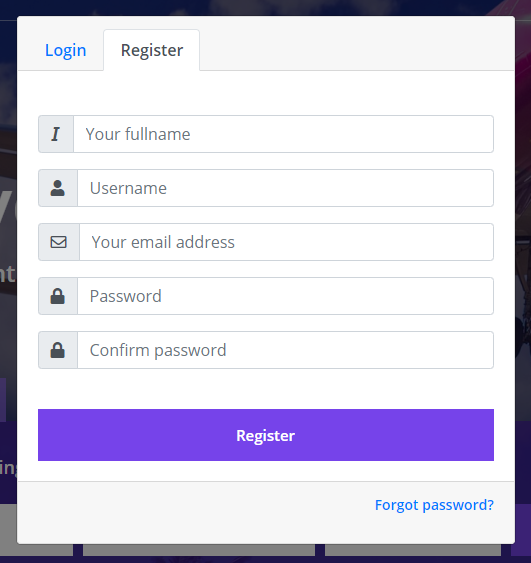 Login Register
Your fullname
Username
Your email address
Password
Confirm password
Register
Forgot password?